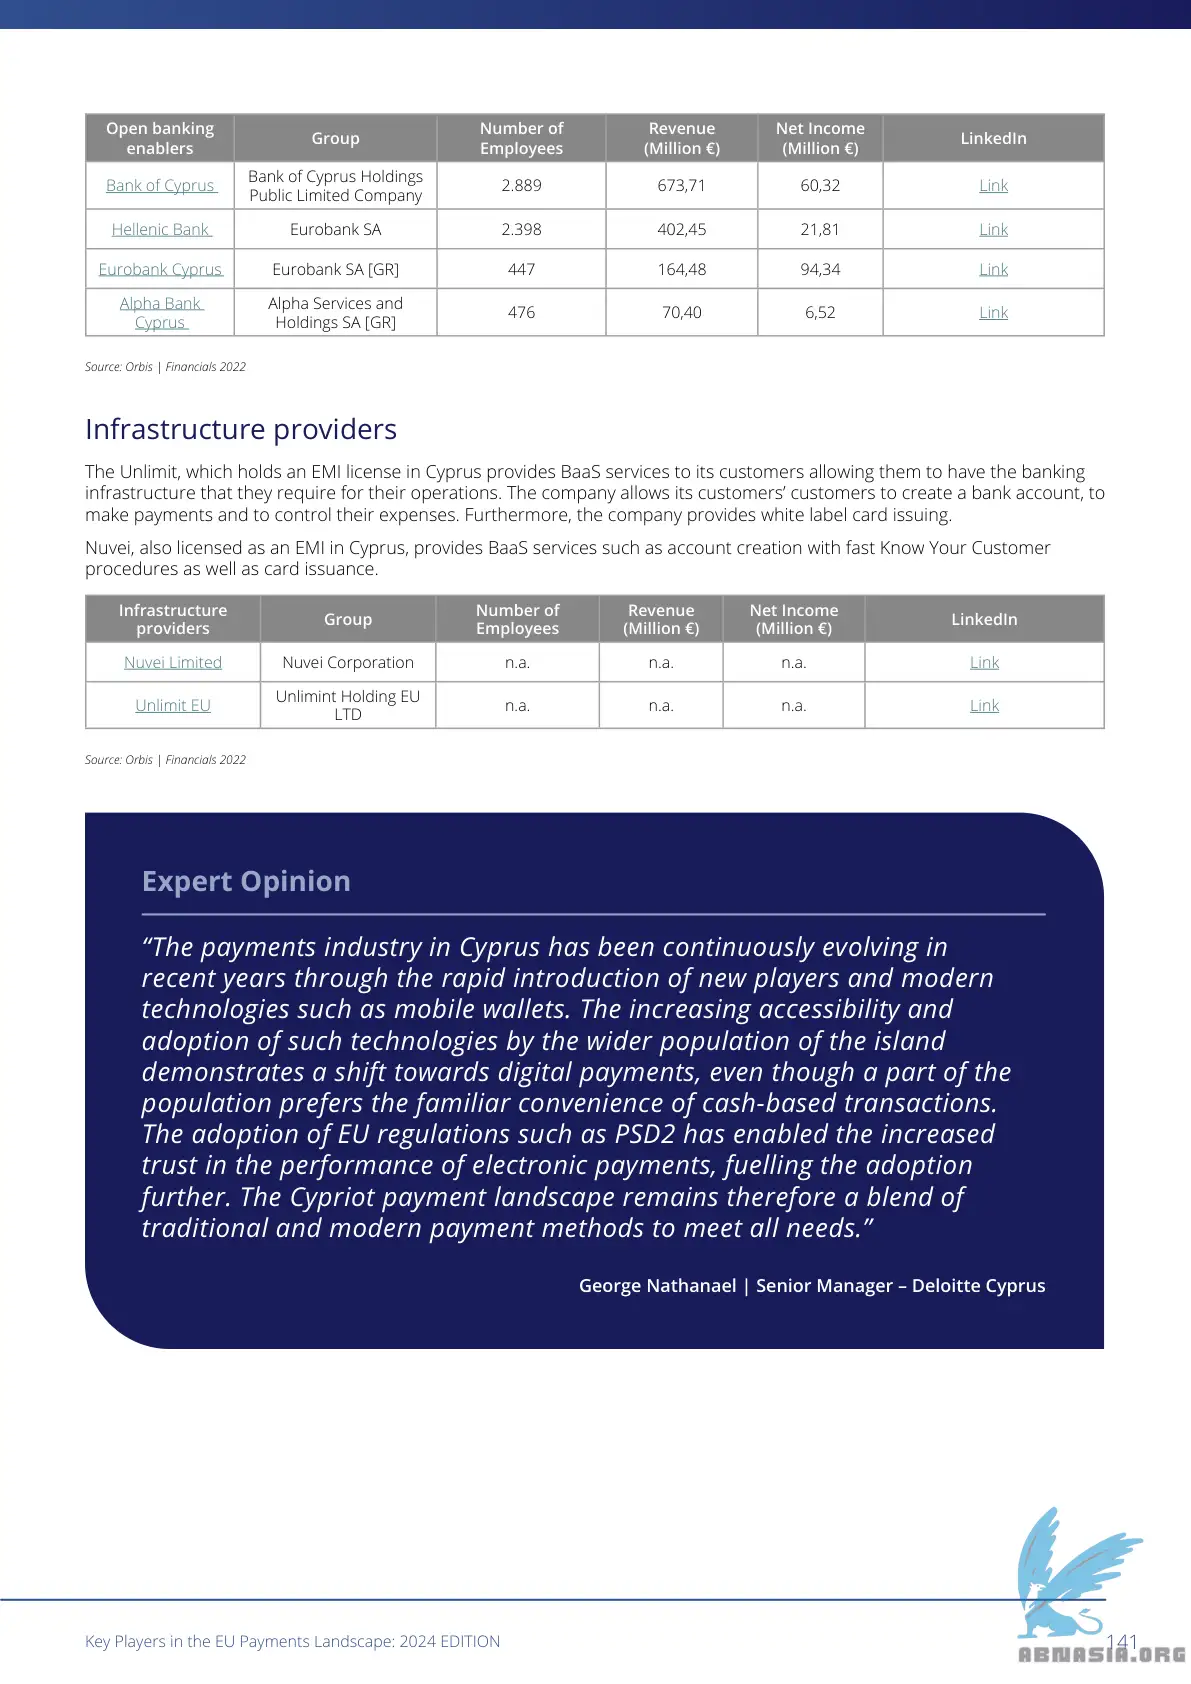 Open banking enablers | Group | Number of Employees | Revenue (Million €) | Net Income (Million €) | LinkedIn
Bank of Cyprus | Bank of Cyprus Holdings Public Limited Company | 2.889 | 673,71 | 60,32 | Link
Hellenic Bank | Eurobank SA | 2.398 | 402,45 | 21,81 | Link
Eurobank Cyprus | Eurobank SA [GR] | 447 | 164,48 | 94,34 | Link
Alpha Bank Cyprus | Alpha Services and Holdings SA [GR] | 476 | 70,40 | 6,52 | Link
Source: Orbis | Financials 2022
Infrastructure providers
The Unlimit, which holds an EMI license in Cyprus provides BaaS services to its customers allowing them to have the banking
infrastructure that they require for their operations. The company allows its customers’ customers to create a bank account, to
make payments and to control their expenses. Furthermore, the company provides white label card issuing.
Nuvei, also licensed as an EMI in Cyprus, provides BaaS services such as account creation with fast Know Your Customer
procedures as well as card issuance.
Infrastructure providers | Group | Number of Employees | Revenue (Million €) | Net Income (Million €) | LinkedIn
Nuvei Limited | Nuvei Corporation | n.a. | n.a. | n.a. | Link
Unlimit EU | Unlimint Holding EU LTD | n.a. | n.a. | n.a. | Link
Source: Orbis | Financials 2022
Expert Opinion
“The payments industry in Cyprus has been continuously evolving in
recent years through the rapid introduction of new players and modern
technologies such as mobile wallets. The increasing accessibility and
adoption of such technologies by the wider population of the island
demonstrates a shift towards digital payments, even though a part of the
population prefers the familiar convenience of cash-based transactions.
The adoption of EU regulations such as PSD2 has enabled the increased
trust in the performance of electronic payments, fuelling the adoption
further. The Cypriot payment landscape remains therefore a blend of
traditional and modern payment methods to meet all needs.”
George Nathanael | Senior Manager – Deloitte Cyprus
Key Players in the EU Payments Landscape: 2024 EDITION
141
ABNASIA.ORG